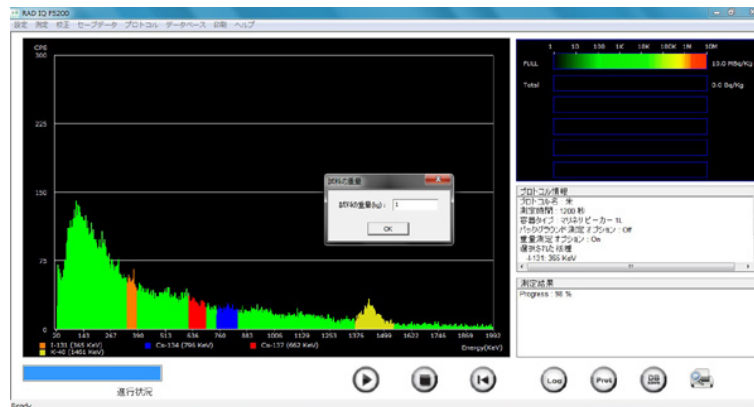 RAD IQ FS200
設定 測定 校正 セーブデータ プロトコル データベース 印刷 ヘルプ
CPS
300
225
150
75
0
20 143 267 390 513 636 760 883 1006 1129 1253 1376 1499 1622 1746 1869 1992
I-131 (365 KeV) Cs-134 (796 KeV) Cs-137 (662 KeV) Energy(KeV)
K-40 (1461 KeV)
進行状況
試料の重量
試料の重量(kg) : 1
OK
1 10 100 1K 10K 100K 1M 10M
FULL 10.0 MBq/Kg
Total 0.0 Bq/Kg
プロトコル情報
プロトコル名 : 米
測定時間 : 1200 秒
容器タイプ : マリネリビーカー 1L
バックグラウンド測定オプション : Off
重量測定オプション : On
選択された核種
I-131: 365 KeV
測定結果
Progress : 98 %
Log
Prot
DB
Ready